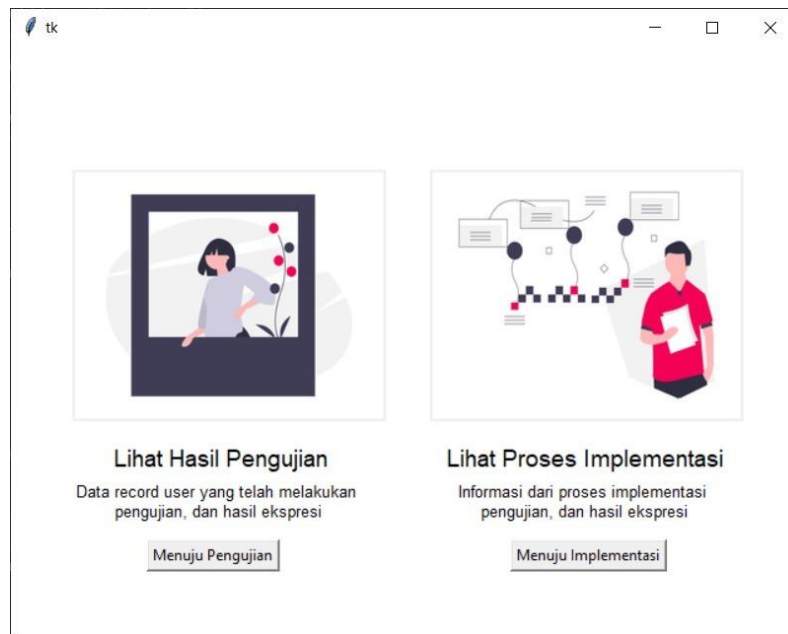 tk
Lihat Hasil Pengujian
Data record user yang telah melakukan
pengujian, dan hasil ekspresi
Menuju Pengujian
Lihat Proses Implementasi
Informasi dari proses implementasi
pengujian, dan hasil ekspresi
Menuju Implementasi